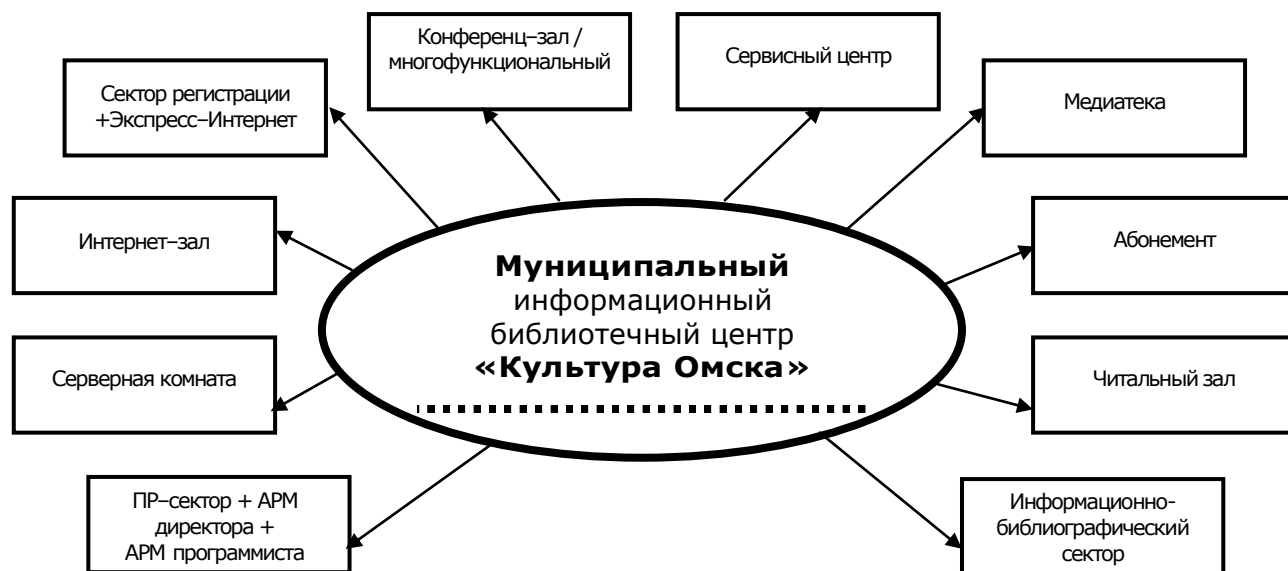 Конференц–зал /
многофункциональный
Сервисный центр
Сектор регистрации
+Экспресс–Интернет
Медиатека
Интернет–зал
Абонемент
Муниципальный
информационный
библиотечный центр
«Культура Омска»
Серверная комната
Читальный зал
ПР–сектор + АРМ
директора +
АРМ программиста
Информационно-
библиографический
сектор